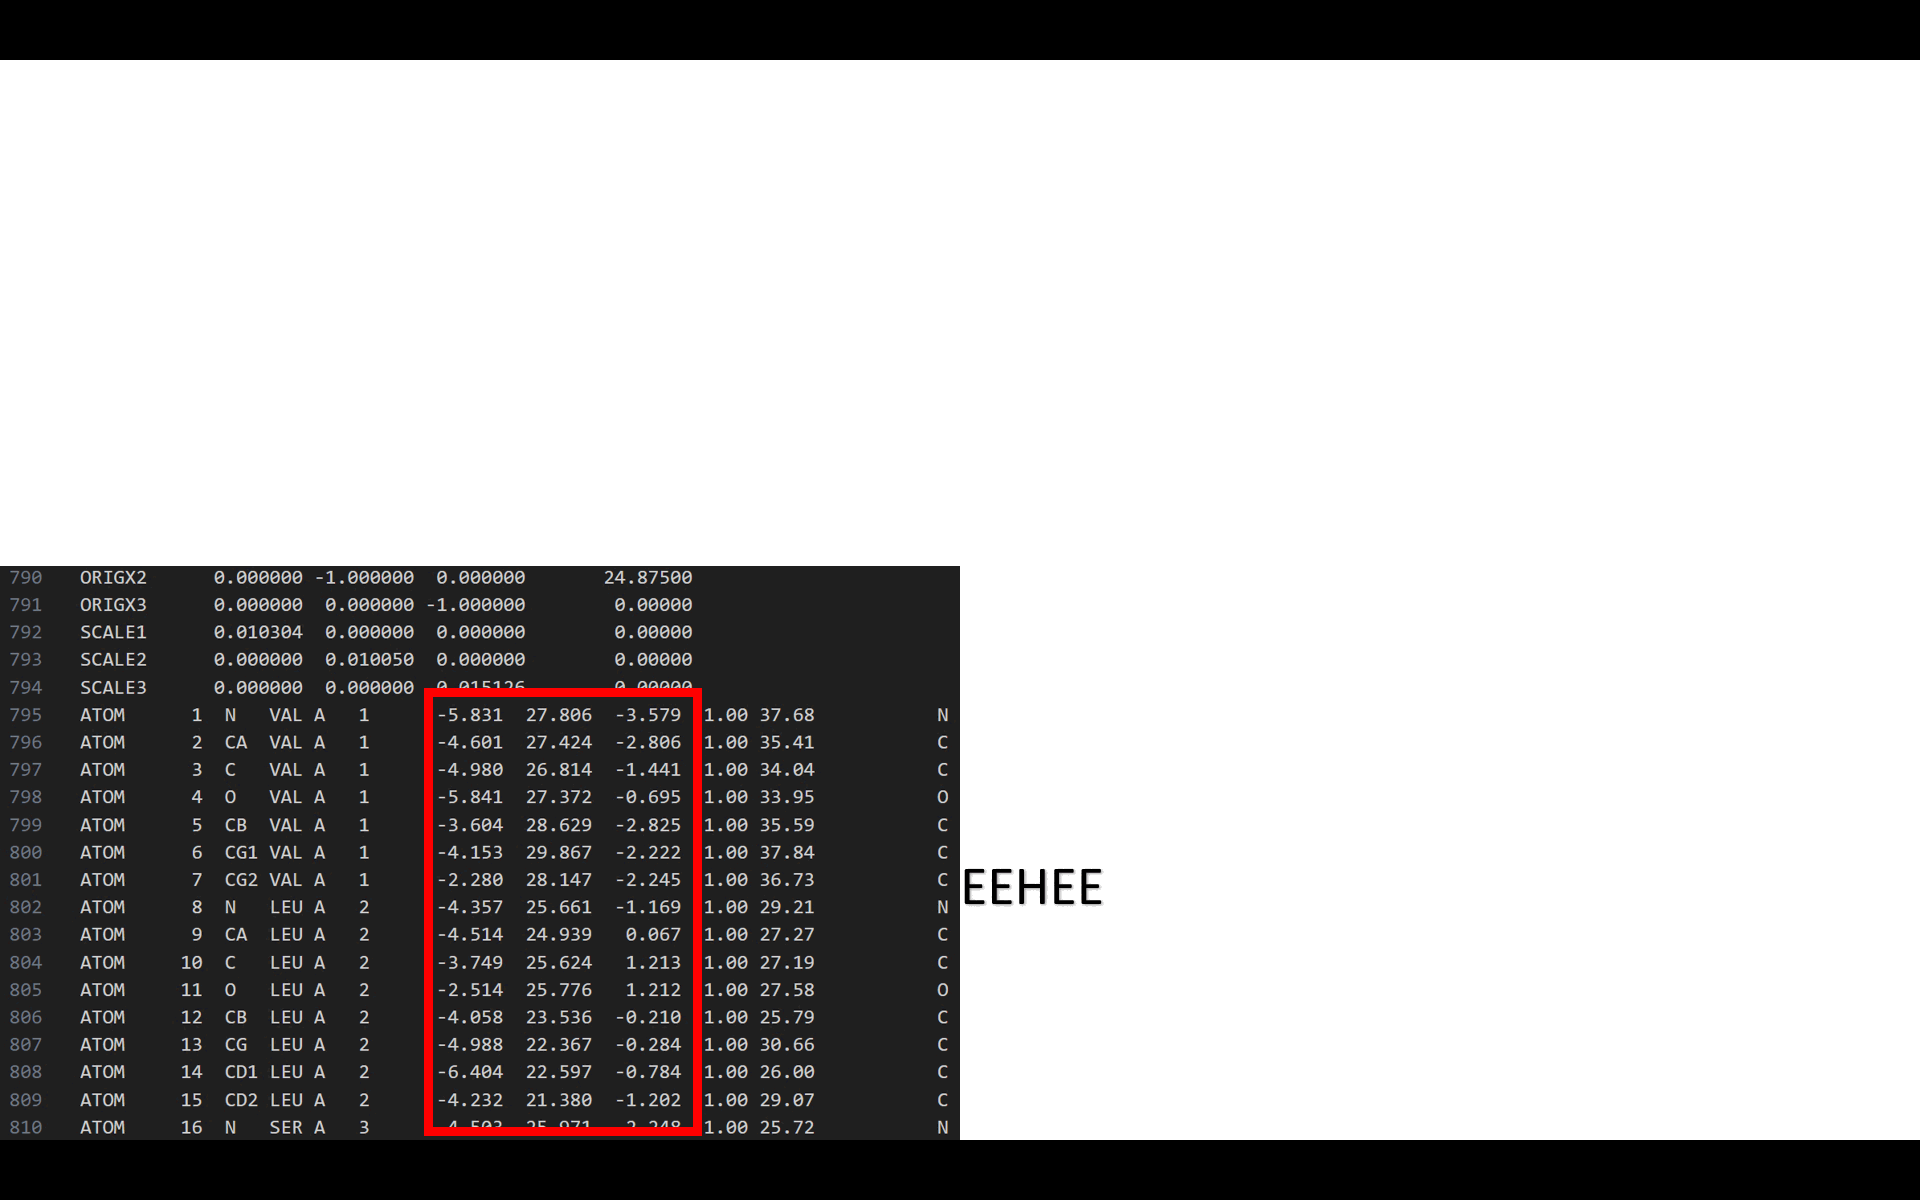 790 ORIGX2 0.000000 -1.000000 0.000000 24.87500
791 ORIGX3 0.000000 0.000000 -1.000000 0.00000
792 SCALE1 0.010304 0.000000 0.000000 0.00000
793 SCALE2 0.000000 0.010050 0.000000 0.00000
794 SCALE3 0.000000 0.000000 0.015126 0.00000
795 ATOM 1 N VAL A 1 -5.831 27.806 -3.579 1.00 37.68 N
796 ATOM 2 CA VAL A 1 -4.601 27.424 -2.806 1.00 35.41 C
797 ATOM 3 C VAL A 1 -4.980 26.814 -1.441 1.00 34.04 C
798 ATOM 4 O VAL A 1 -5.841 27.372 -0.695 1.00 33.95 O
799 ATOM 5 CB VAL A 1 -3.604 28.629 -2.825 1.00 35.59 C
800 ATOM 6 CG1 VAL A 1 -4.153 29.867 -2.222 1.00 37.84 C
801 ATOM 7 CG2 VAL A 1 -2.280 28.147 -2.245 1.00 36.73 C
802 ATOM 8 N LEU A 2 -4.357 25.661 -1.169 1.00 29.21 N
803 ATOM 9 CA LEU A 2 -4.514 24.939 0.067 1.00 27.27 C
804 ATOM 10 C LEU A 2 -3.749 25.624 1.213 1.00 27.19 C
805 ATOM 11 O LEU A 2 -2.514 25.776 1.212 1.00 27.58 O
806 ATOM 12 CB LEU A 2 -4.058 23.536 -0.210 1.00 25.79 C
807 ATOM 13 CG LEU A 2 -4.988 22.367 -0.284 1.00 30.66 C
808 ATOM 14 CD1 LEU A 2 -6.404 22.597 -0.784 1.00 26.00 C
809 ATOM 15 CD2 LEU A 2 -4.232 21.380 -1.202 1.00 29.07 C
810 ATOM 16 N SER A 3 -4.503 25.971 2.248 1.00 25.72 N
EEHEE